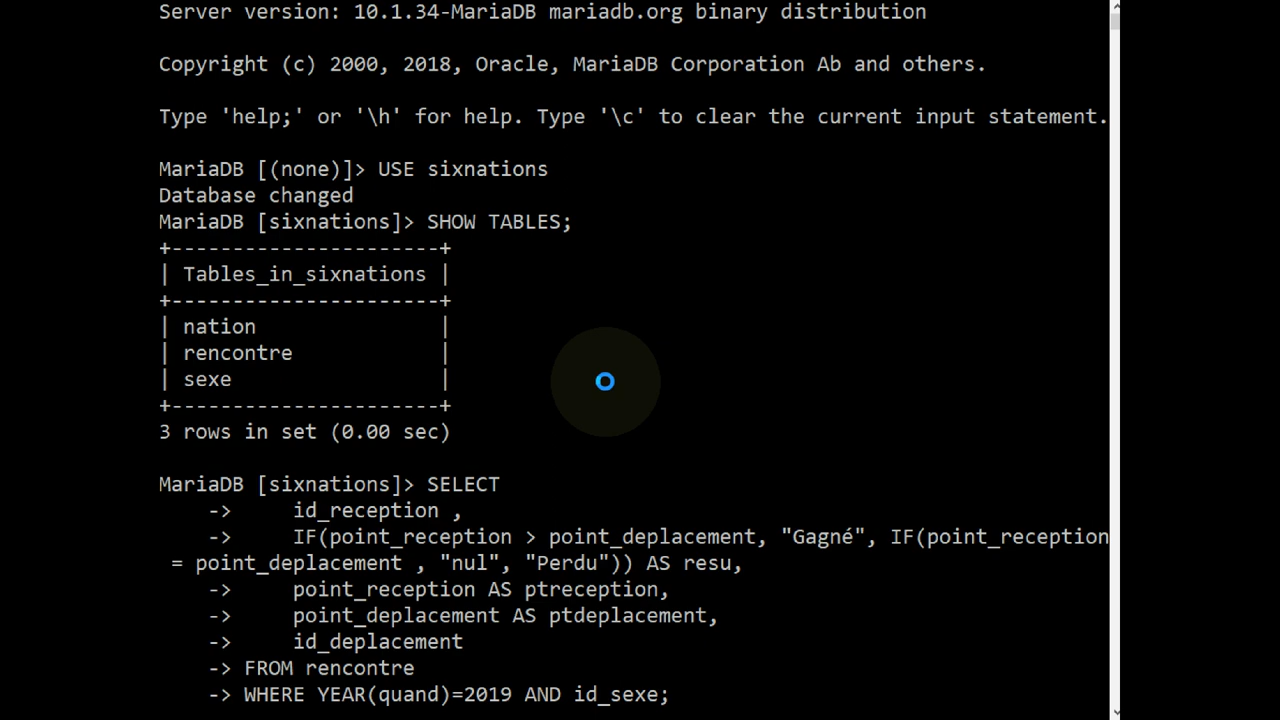 Server version: 10.1.34-MariaDB mariadb.org binary distribution
Copyright (c) 2000, 2018, Oracle, MariaDB Corporation Ab and others.
Type 'help;' or '\h' for help. Type '\c' to clear the current input statement.
MariaDB [(none)]> USE sixnations
Database changed
MariaDB [sixnations]> SHOW TABLES;
+----------------------+
| Tables_in_sixnations |
+----------------------+
| nation               |
| rencontre            |
| sexe                 |
+----------------------+
3 rows in set (0.00 sec)
MariaDB [sixnations]> SELECT
    ->     id_reception ,
    ->     IF(point_reception > point_deplacement, "Gagné", IF(point_reception
 = point_deplacement , "nul", "Perdu")) AS resu,
    ->     point_reception AS ptreception,
    ->     point_deplacement AS ptdeplacement,
    ->     id_deplacement
    -> FROM rencontre
    -> WHERE YEAR(quand)=2019 AND id_sexe;